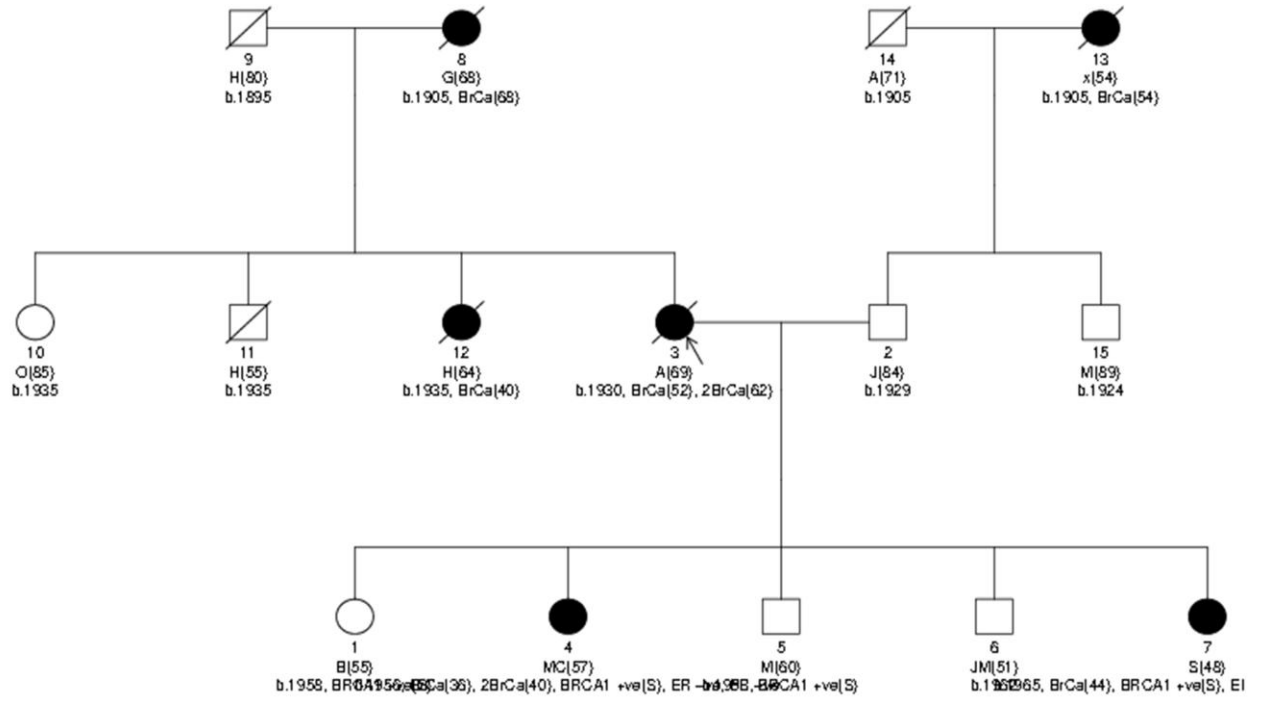 9
H(80)
b.1895
8
G(68)
b.1905, BrCa(68)
14
A(71)
b.1905
13
x(54)
b.1905, BrCa(54)
10
O(85)
b.1935
11
H(55)
b.1935
12
H(64)
b.1935, BrCa(40)
3
A(69)
b.1930, BrCa(52), 2BrCa(62)
2
J(84)
b.1929
15
M(89)
b.1924
1
B(55)
b.1958,
4
MC(57)
BrCa(36), 2BrCa(40), BRCA1 +ve(S), ER
5
M(60)
BRCA1 +ve(S)
6
JM(51)
7
S(48)
BrCa(44), BRCA1 +ve(S),